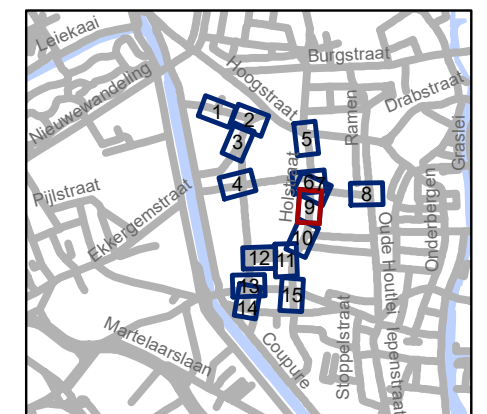 Leiekaai
Burgstraat
Hoogstraat
Nieuwewandeling
Drabstraat
Ramen
Graslei
1
2
3
5
Pijlstraat
Ekkergemstraat
4
Holstraat
6
7
8
9
Onderbergen
10
Oude Houtlei
12
11
13
15
14
Martelaarslaan
Coupure
Stoppelstraat
Iepenstraat